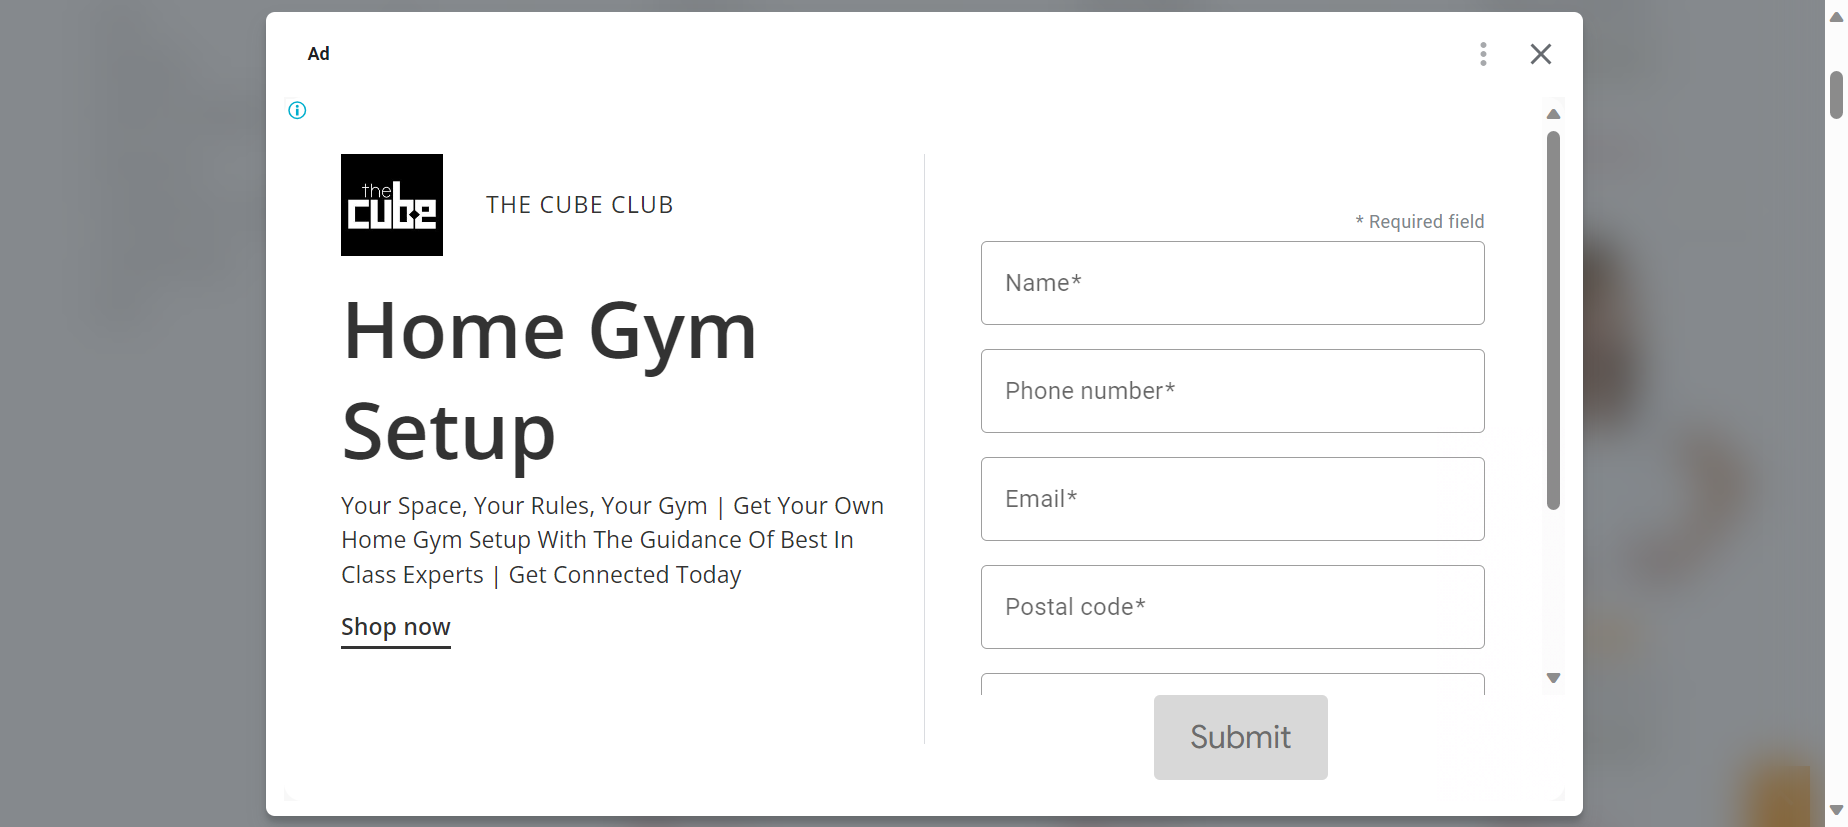 Ad
the
cube
THE CUBE CLUB
Home Gym
Setup
Your Space, Your Rules, Your Gym | Get Your Own
Home Gym Setup With The Guidance Of Best In
Class Experts | Get Connected Today
Shop now
* Required field
Name*
Phone number*
Email*
Postal code*
Submit